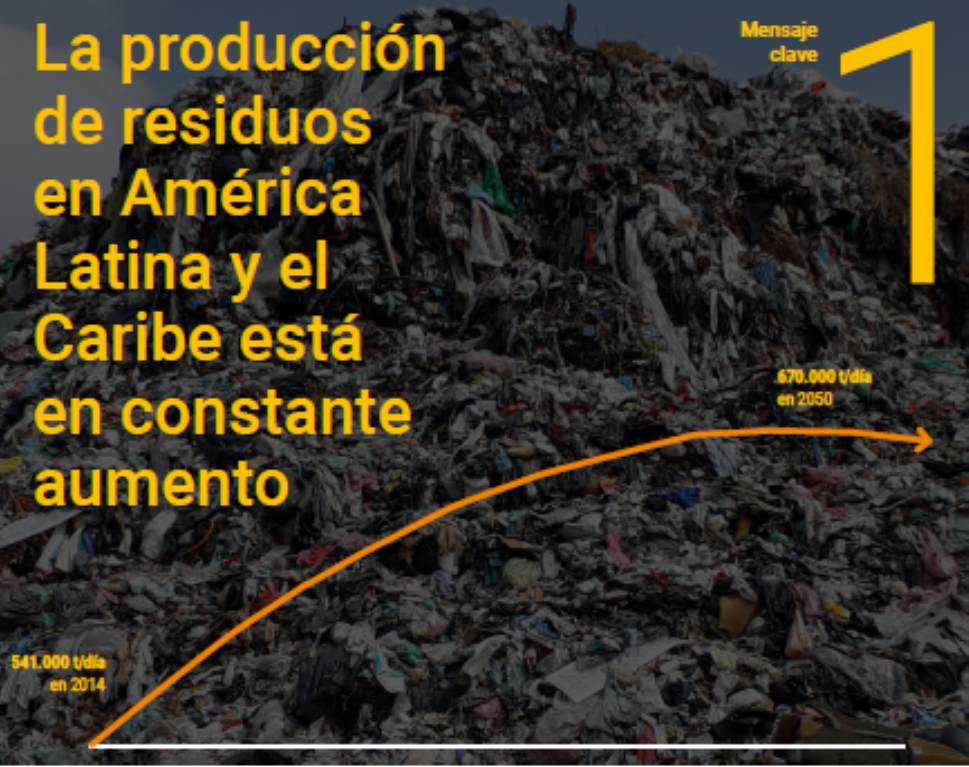 La producción
de residuos
en América
Latina y el
Caribe está
en constante
aumento
Mensaje
clave
1
670.000 t/día
en 2050
541.000 t/día
en 2014